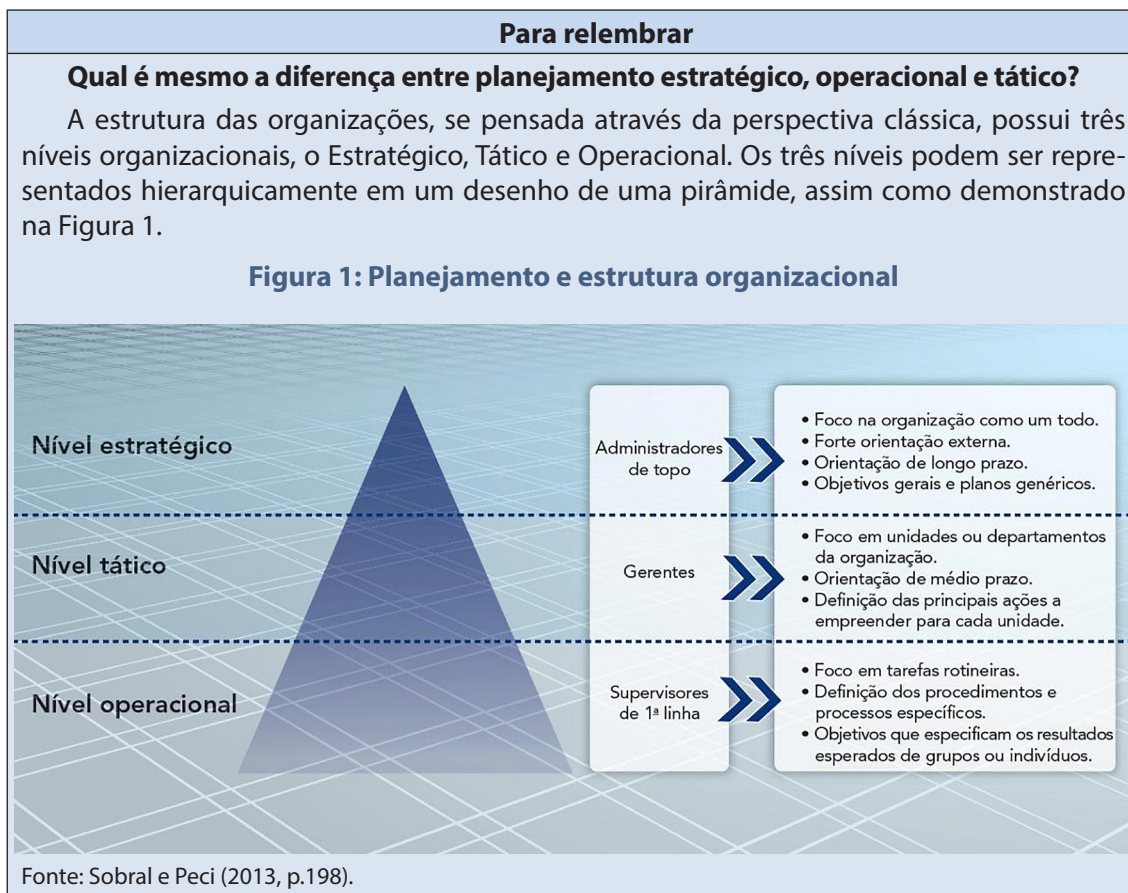 Para relembrar
Qual é mesmo a diferença entre planejamento estratégico, operacional e tático?
A estrutura das organizações, se pensada através da perspectiva clássica, possui três
níveis organizacionais, o Estratégico, Tático e Operacional. Os três níveis podem ser repre-
sentados hierarquicamente em um desenho de uma pirâmide, assim como demonstrado
na Figura 1.
Figura 1: Planejamento e estrutura organizacional
Nível estratégico
Administradores
de topo
• Foco na organização como um todo.
• Forte orientação externa.
• Orientação de longo prazo.
• Objetivos gerais e planos genéricos.
Nível tático
Gerentes
• Foco em unidades ou departamentos
da organização.
• Orientação de médio prazo.
• Definição das principais ações a
empreender para cada unidade.
Nível operacional
Supervisores
de 1ª linha
• Foco em tarefas rotineiras.
• Definição dos procedimentos e
processos específicos.
• Objetivos que especificam os resultados
esperados de grupos ou indivíduos.
Fonte: Sobral e Peci (2013, p.198).